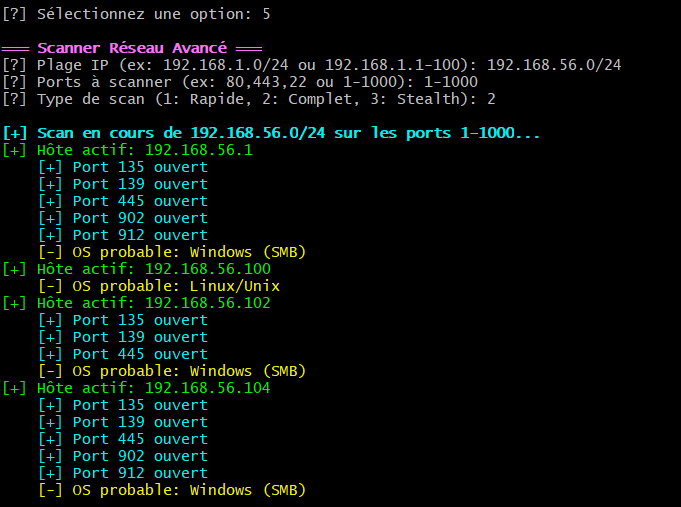 [?] Sélectionnez une option: 5
═══ Scanner Réseau Avancé ═══
[?] Plage IP (ex: 192.168.1.0/24 ou 192.168.1.1-100): 192.168.56.0/24
[?] Ports à scanner (ex: 80,443,22 ou 1-1000): 1-1000
[?] Type de scan (1: Rapide, 2: Complet, 3: Stealth): 2
[+] Scan en cours de 192.168.56.0/24 sur les ports 1-1000...
[+] Hôte actif: 192.168.56.1
[+] Port 135 ouvert
[+] Port 139 ouvert
[+] Port 445 ouvert
[+] Port 902 ouvert
[+] Port 912 ouvert
[-] OS probable: Windows (SMB)
[+] Hôte actif: 192.168.56.100
[-] OS probable: Linux/Unix
[+] Hôte actif: 192.168.56.102
[+] Port 135 ouvert
[+] Port 139 ouvert
[+] Port 445 ouvert
[-] OS probable: Windows (SMB)
[+] Hôte actif: 192.168.56.104
[+] Port 135 ouvert
[+] Port 139 ouvert
[+] Port 445 ouvert
[+] Port 902 ouvert
[+] Port 912 ouvert
[-] OS probable: Windows (SMB)